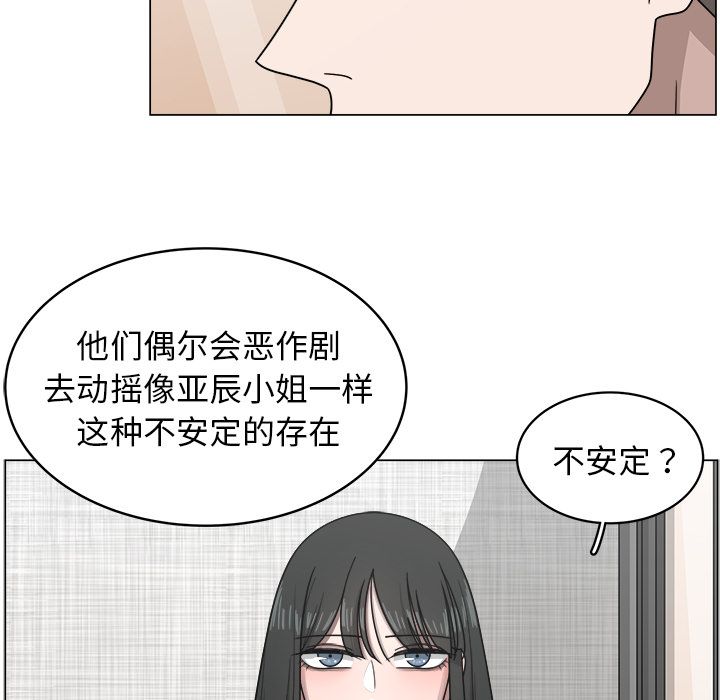 他们偶尔会恶作剧
去动摇像亚辰小姐一样
这种不安定的存在
不安定？